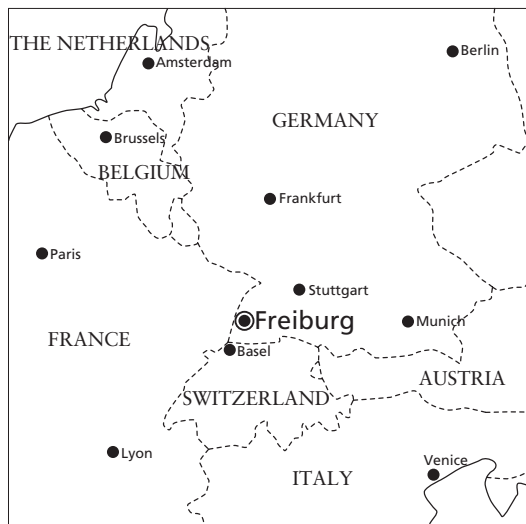 THE NETHERLANDS
Amsterdam
Berlin
GERMANY
Brussels
BELGIUM
Frankfurt
Paris
Stuttgart
Freiburg
Munich
FRANCE
Basel
AUSTRIA
SWITZERLAND
Lyon
Venice
ITALY